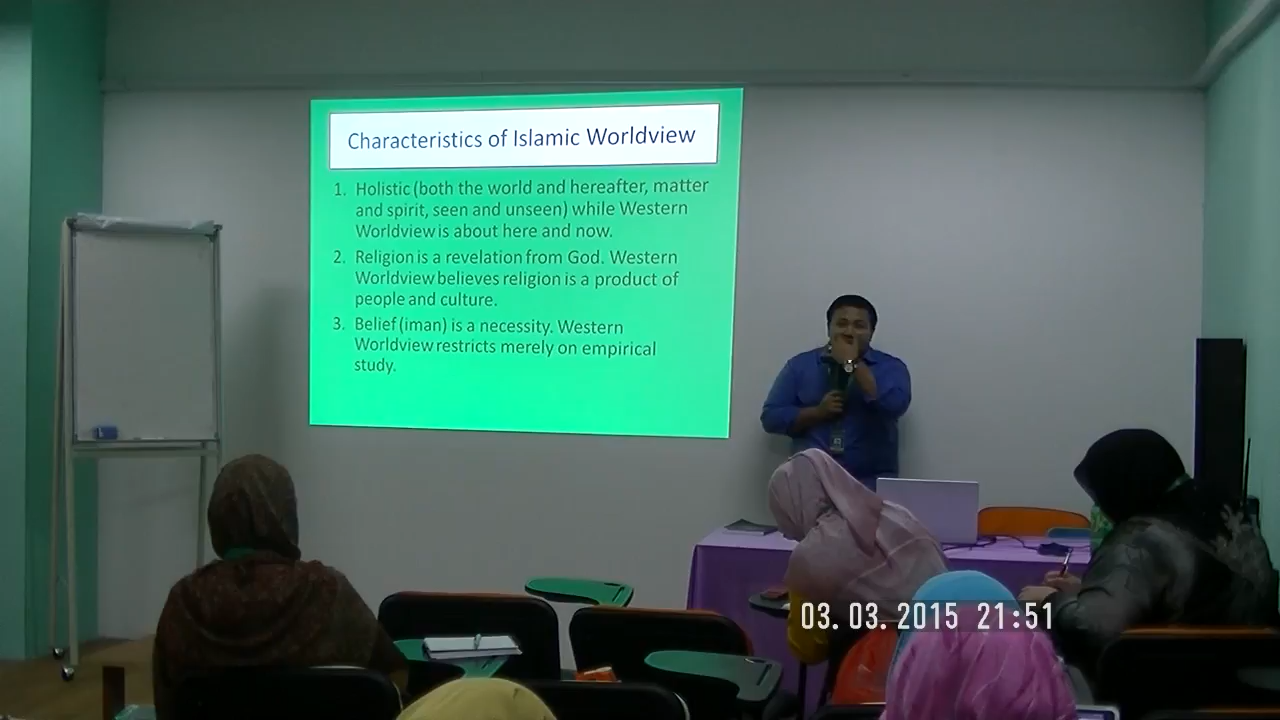 Characteristics of Islamic Worldview
1. Holistic (both the world and hereafter, matter
and spirit, seen and unseen) while Western
Worldview is about here and now.
2. Religion is a revelation from God. Western
Worldview believes religion is a product of
people and culture.
3. Belief (iman) is a necessity. Western
Worldview restricts merely on empirical
study.
03. 03. 2015 21:51